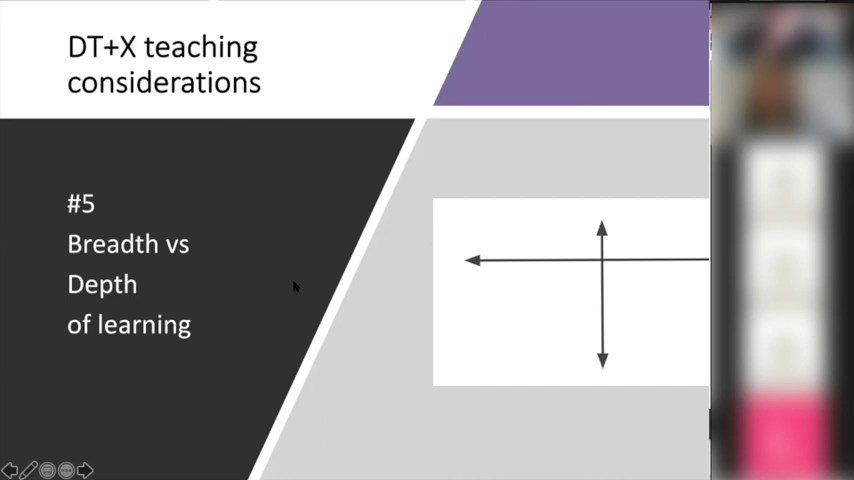 DT+X teaching
considerations
#5
Breadth vs
Depth
of learning